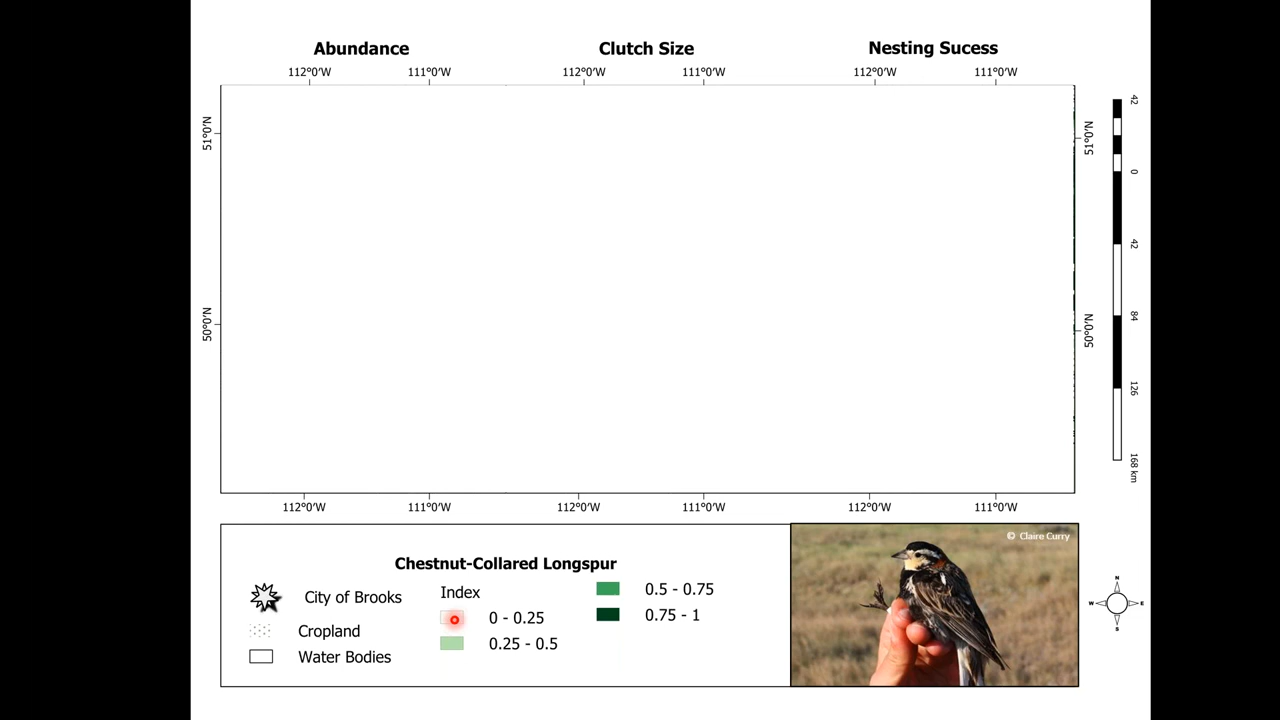 Abundance Clutch Size Nesting Sucess
112°0'W 111°0'W 112°0'W 111°0'W 112°0'W 111°0'W
51°0'N 51°0'N
50°0'N 50°0'N
42
0
42
84
126
168 km
112°0'W 111°0'W 112°0'W 111°0'W 112°0'W 111°0'W
Chestnut-Collared Longspur
City of Brooks
Cropland
Water Bodies
Index
0 - 0.25
0.25 - 0.5
0.5 - 0.75
0.75 - 1
© Claire Curry
N
W E
S